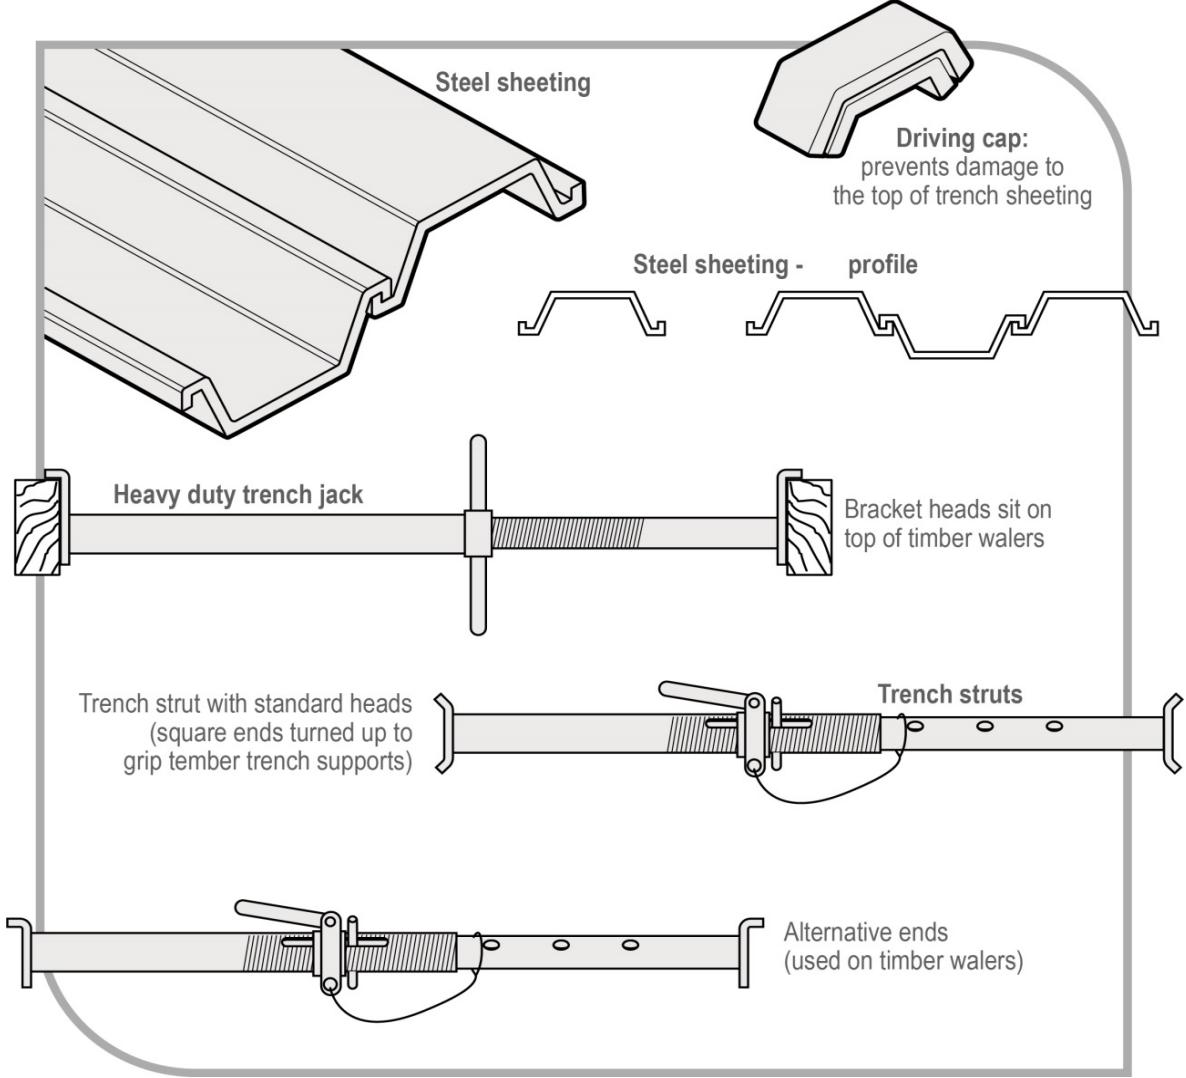 Steel sheeting
Driving cap:
prevents damage to
the top of trench sheeting
Steel sheeting - profile
Heavy duty trench jack
Bracket heads sit on
top of timber walers
Trench strut with standard heads
(square ends turned up to
grip tember trench supports)
Trench struts
Alternative ends
(used on timber walers)